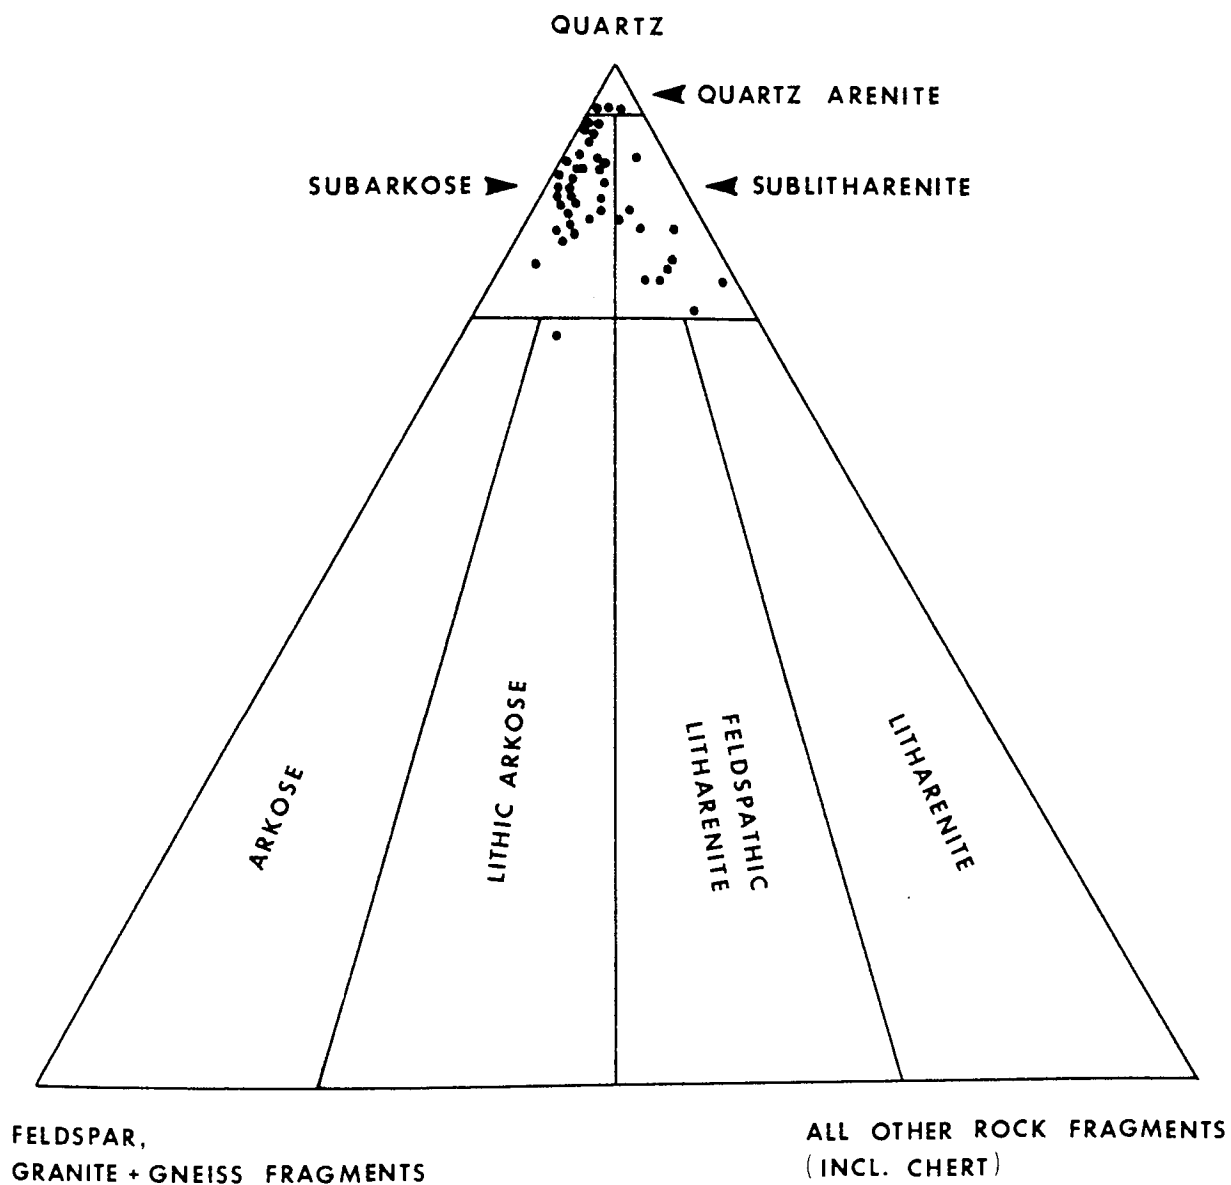 QUARTZ
QUARTZ ARENITE
SUBARKOSE
SUBLITHARENITE
ARKOSE
LITHIC ARKOSE
FELDSPATHIC
LITHARENITE
LITHARENITE
FELDSPAR,
GRANITE + GNEISS FRAGMENTS
ALL OTHER ROCK FRAGMENTS
(INCL. CHERT)